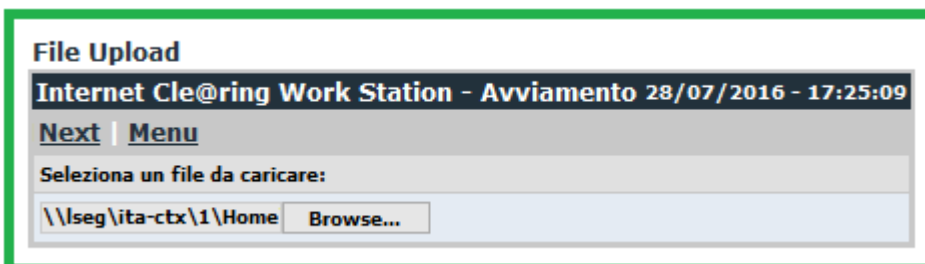 File Upload
Internet Cle@ring Work Station - Avviamento 28/07/2016 - 17:25:09
Next | Menu
Seleziona un file da caricare:
\\lseg\ita-ctx\1\Home Browse...